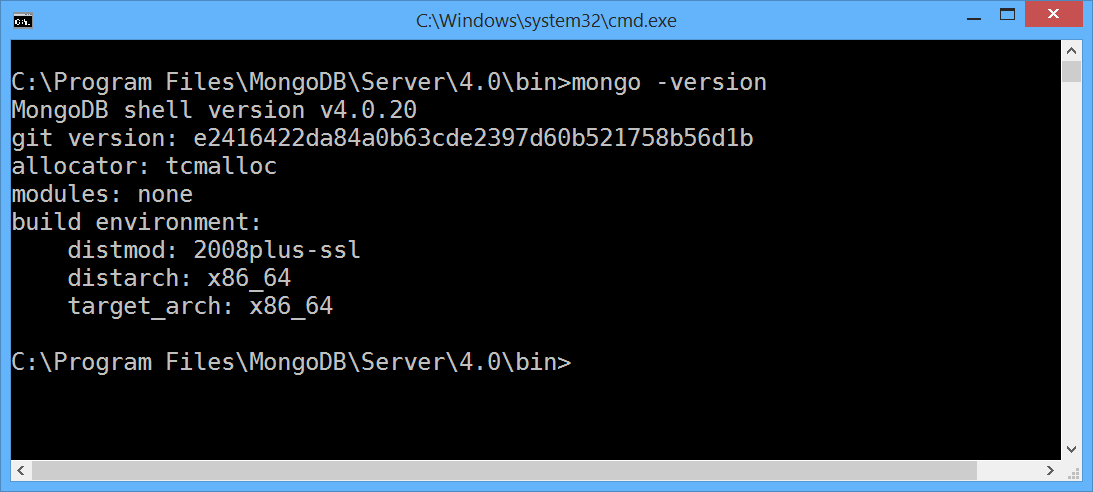 C:\Windows\system32\cmd.exe
C:\Program Files\MongoDB\Server\4.0\bin>mongo -version
MongoDB shell version v4.0.20
git version: e2416422da84a0b63cde2397d60b521758b56d1b
allocator: tcmalloc
modules: none
build environment:
    distmod: 2008plus-ssl
    distarch: x86_64
    target_arch: x86_64
C:\Program Files\MongoDB\Server\4.0\bin>